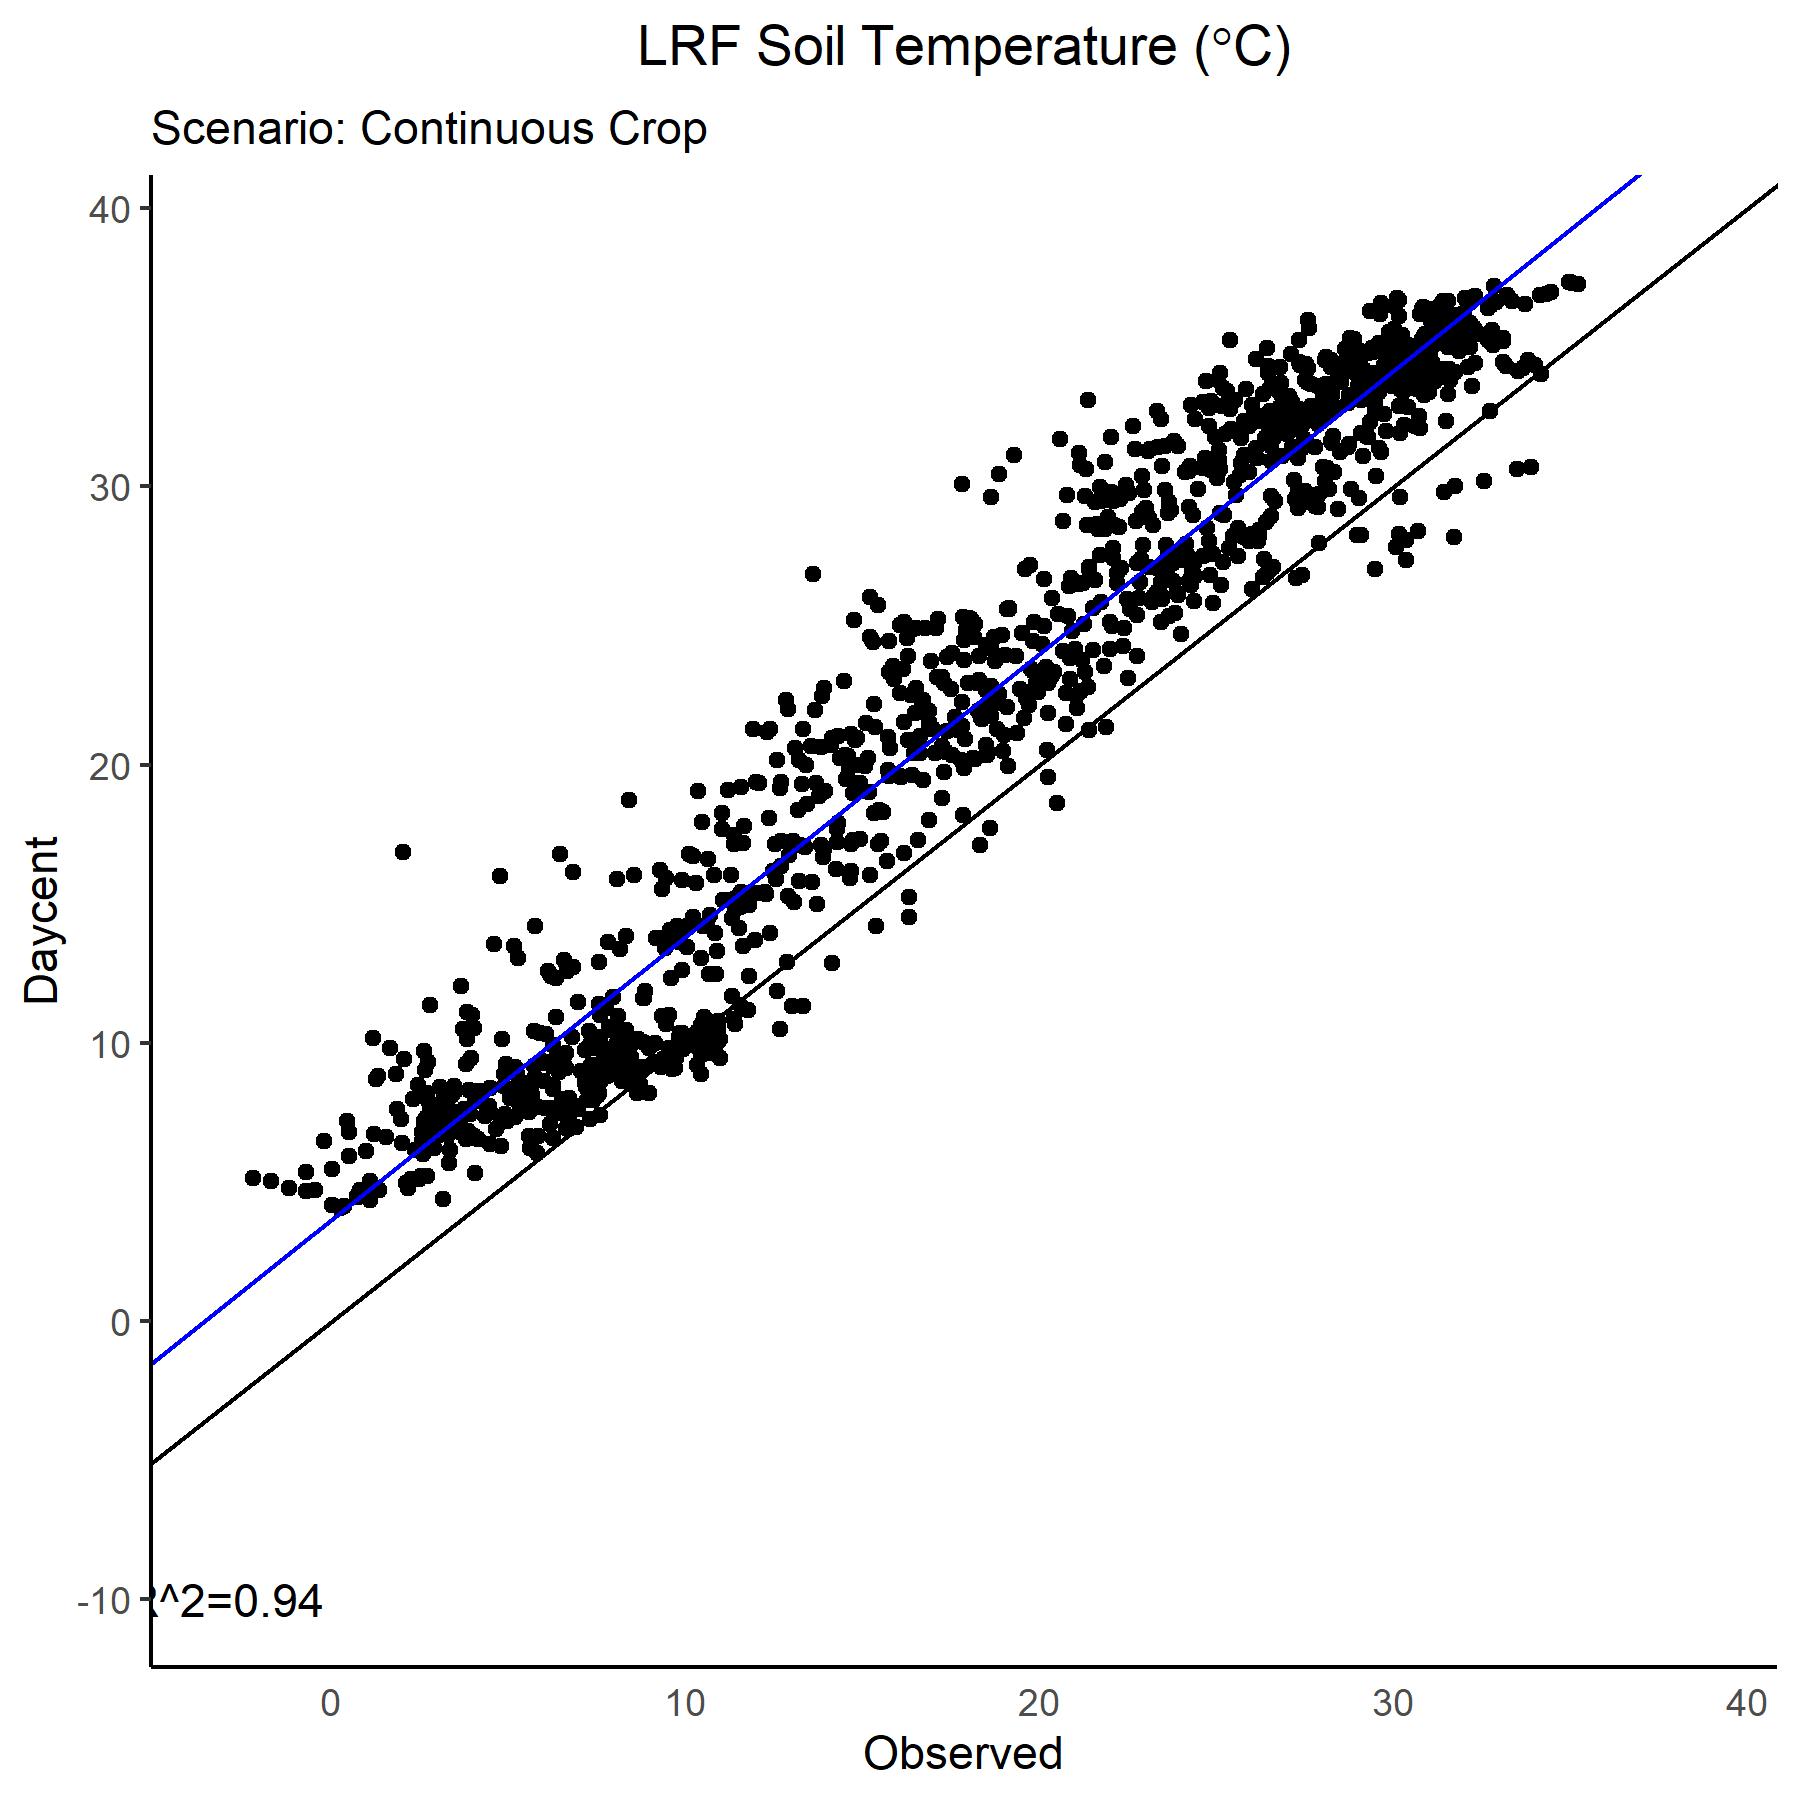 LRF Soil Temperature (°C)
Scenario: Continuous Crop
40
30
20
10
0
-10
Daycent
^2=0.94
0 10 20 30 40
Observed